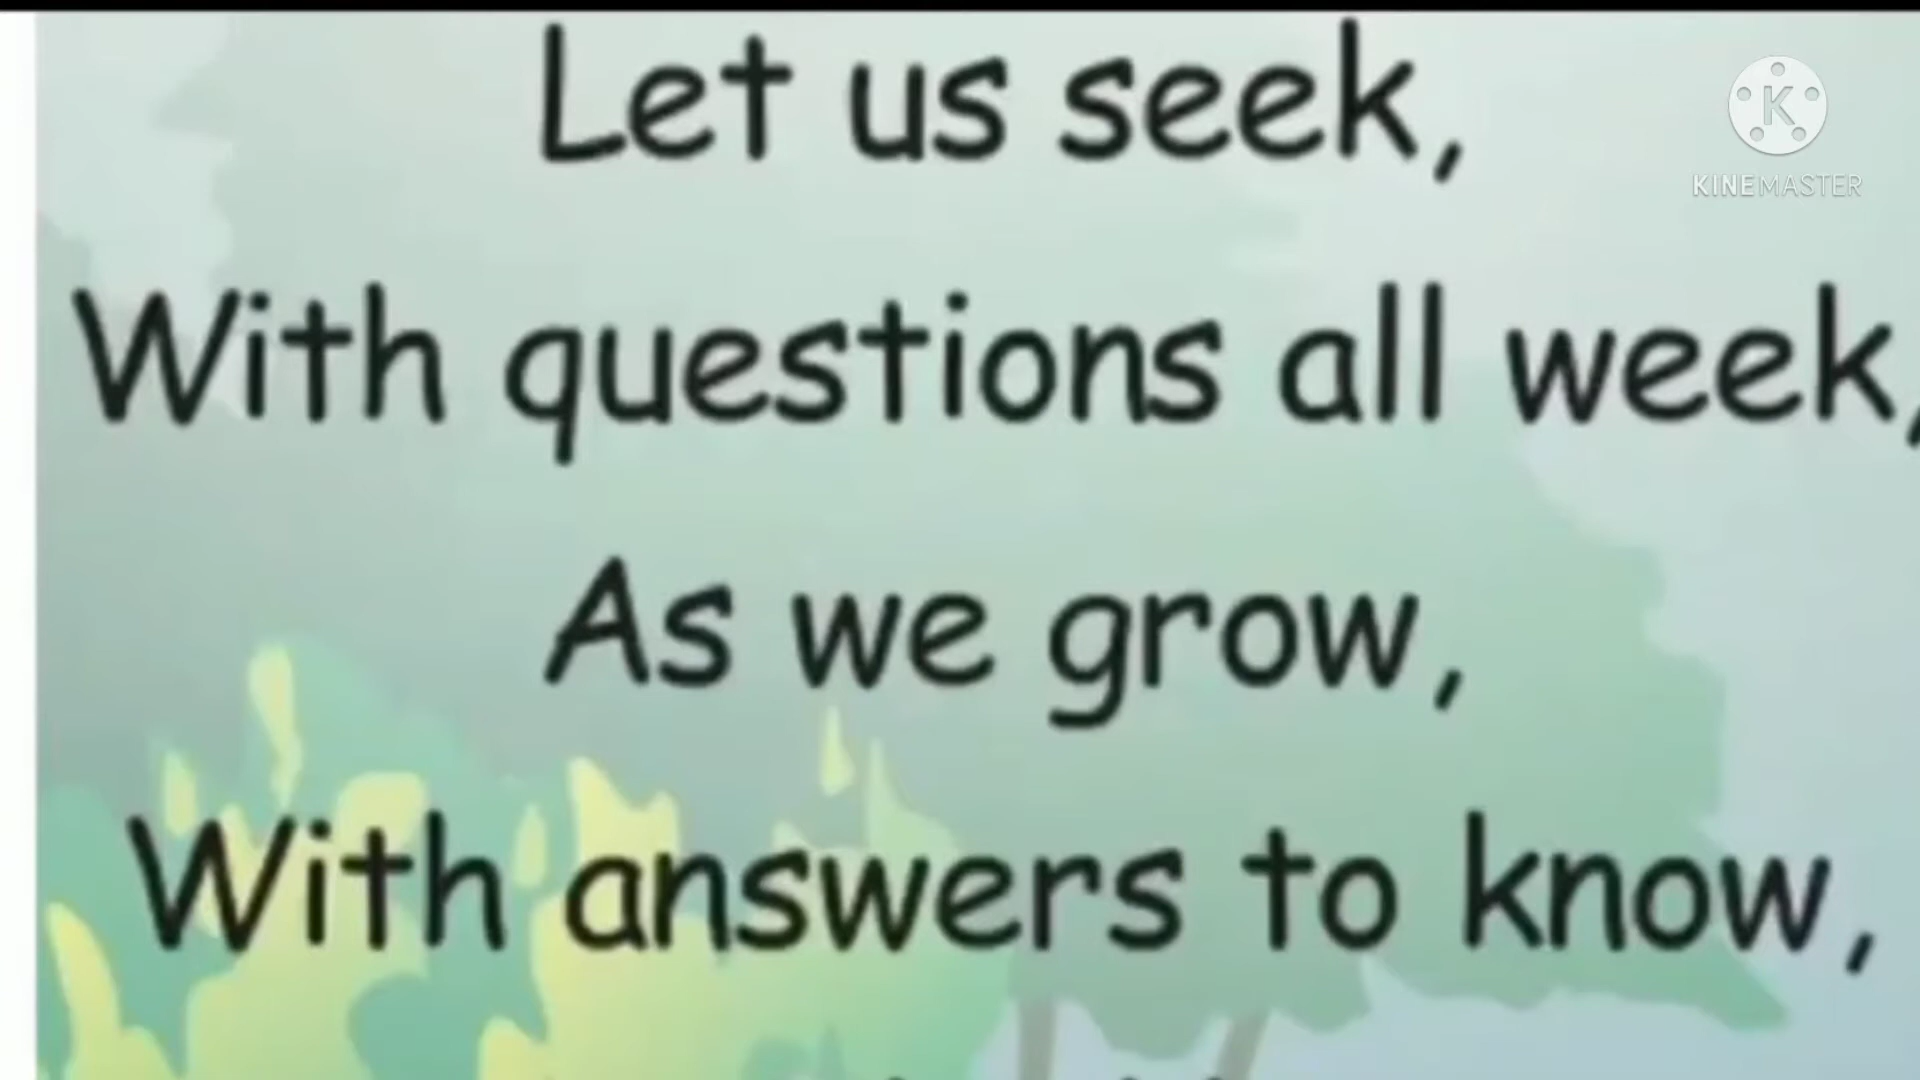 Let us seek,
With questions all week,
As we grow,
With answers to know,
K
KINEMASTER